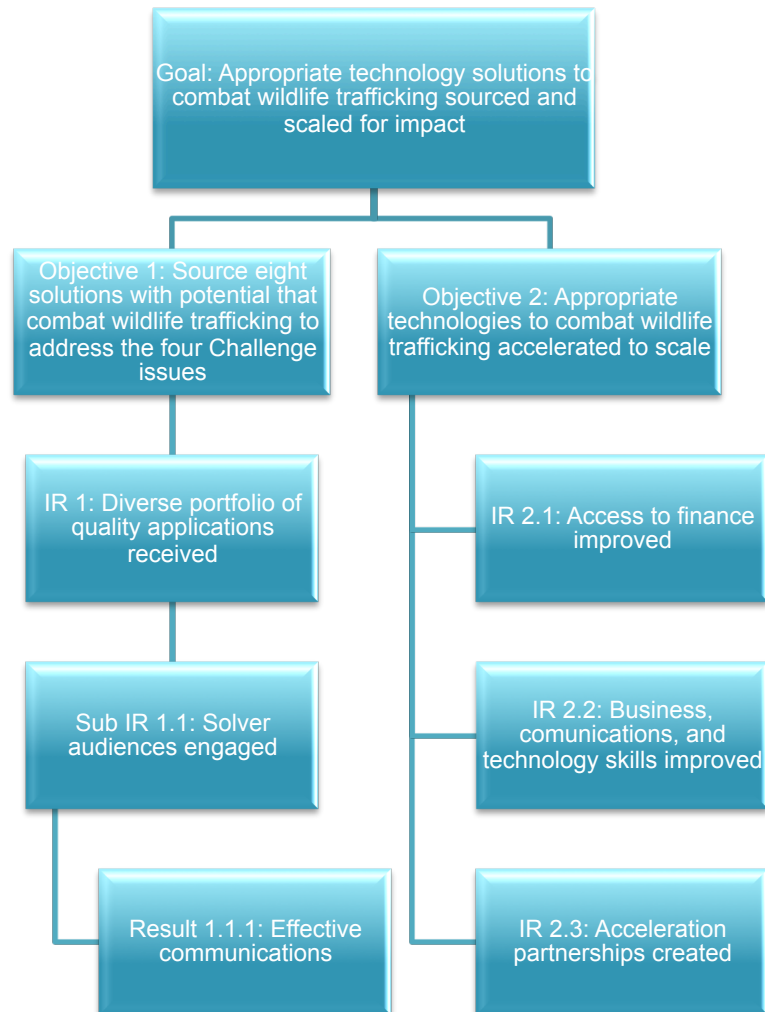 Goal: Appropriate technology solutions to
combat wildlife trafficking sourced and
scaled for impact
Objective 1: Source eight
solutions with potential that
combat wildlife trafficking to
address the four Challenge
issues
Objective 2: Appropriate
technologies to combat wildlife
trafficking accelerated to scale
IR 1: Diverse portfolio of
quality applications
received
IR 2.1: Access to finance
improved
Sub IR 1.1: Solver
audiences engaged
IR 2.2: Business,
comunications, and
technology skills improved
Result 1.1.1: Effective
communications
IR 2.3: Acceleration
partnerships created